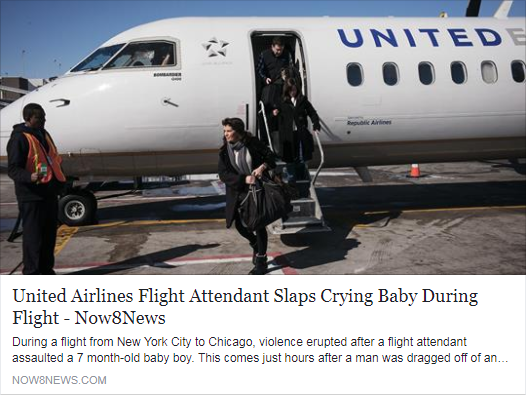 UNITED
BOMBARDIER
Republic Airlines
United Airlines Flight Attendant Slaps Crying Baby During
Flight - Now8News
During a flight from New York City to Chicago, violence erupted after a flight attendant
assaulted a 7 month-old baby boy. This comes just hours after a man was dragged off of an...
NOW8NEWS.COM